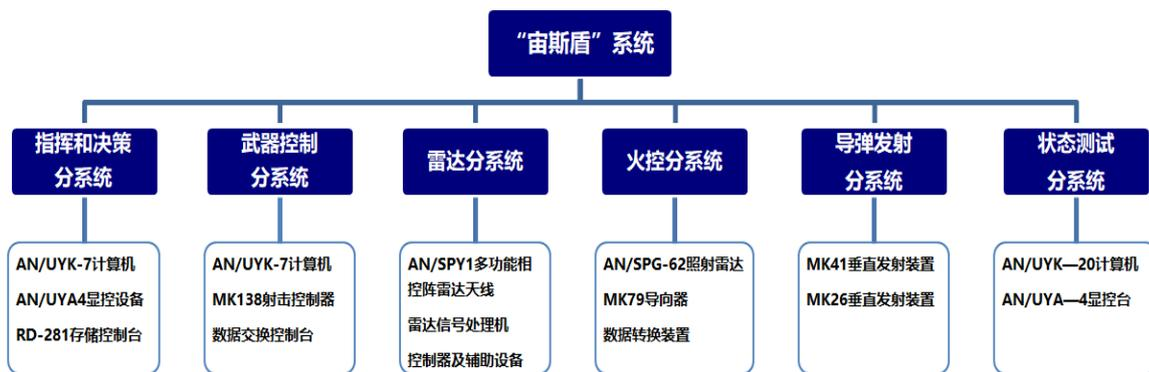 “宙斯盾”系统
指挥和决策
分系统
武器控制
分系统
雷达分系统
火控分系统
导弹发射
分系统
状态测试
分系统
AN/UYK-7计算机
AN/UYA4显控设备
RD-281存储控制台
AN/UYK-7计算机
MK138射击控制器
数据交换控制台
AN/SPY1多功能相
控阵雷达天线
雷达信号处理机
控制器及辅助设备
AN/SPG-62照射雷达
MK79导向器
数据转换装置
MK41垂直发射装置
MK26垂直发射装置
AN/UYK—20计算机
AN/UYA—4显控台